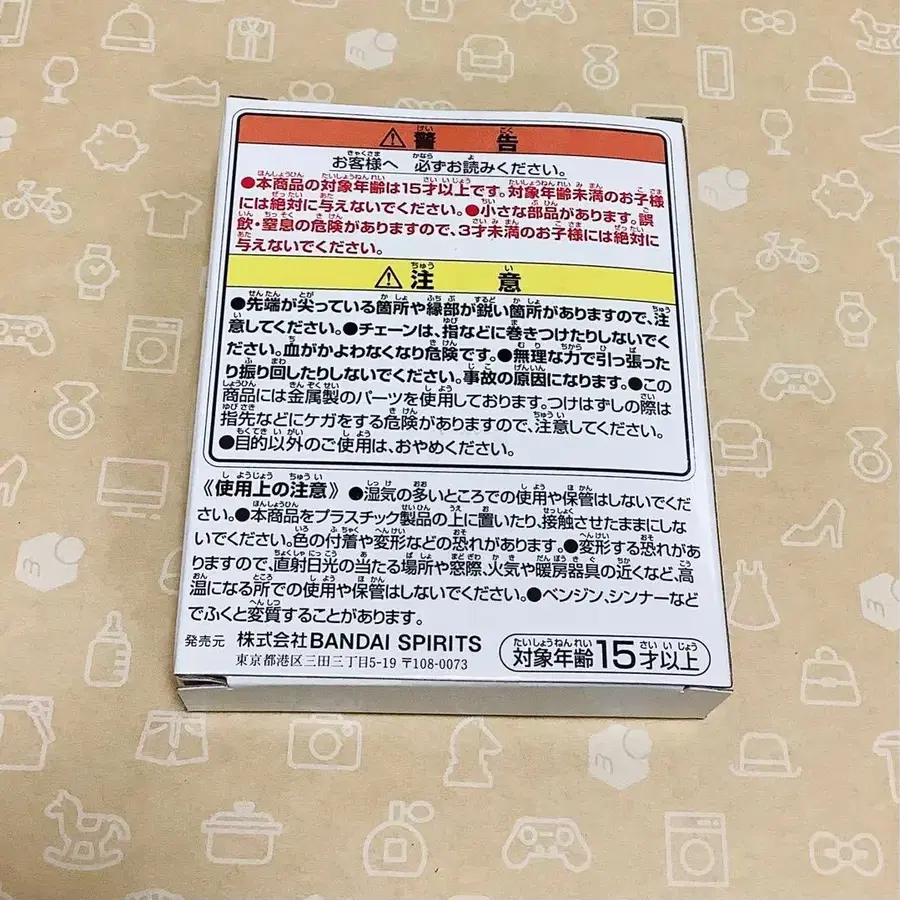 ⚠警告
お客様へ 必ずお読みください。
●本商品の対象年齢は15才以上です。対象年齢未満のお子様
には絶対に与えないでください。●小さな部品があります。誤
飲・窒息の危険がありますので、3才未満のお子様には絶対に
与えないでください。
⚠注意
●先端が尖っている箇所や縁部が鋭い箇所がありますので、注
意してください。●チェーンは、指などに巻きつけたりしないでく
ださい。血がかよわなくなり危険です。●無理な力で引っ張った
り振り回したりしないでください。事故の原因になります。●この
商品には金属製のパーツを使用しております。つけはずしの際は
指先などにケガをする危険がありますので、注意してください。
●目的以外のご使用は、おやめください。
《使用上の注意》●湿気の多いところでの使用や保管はしないでくだ
さい。●本商品をプラスチック製品の上に置いたり、接触させたままにしな
いでください。色の付着や変形などの恐れがあります。●変形する恐れがあ
りますので、直射日光の当たる場所や窓際、火気や暖房器具の近くなど、高
温になる所での使用や保管はしないでください。●ベンジン、シンナーなど
でふくと変質することがあります。
発売元 株式会社BANDAI SPIRITS
東京都港区三田三丁目5-19 〒108-0073
対象年齢15才以上